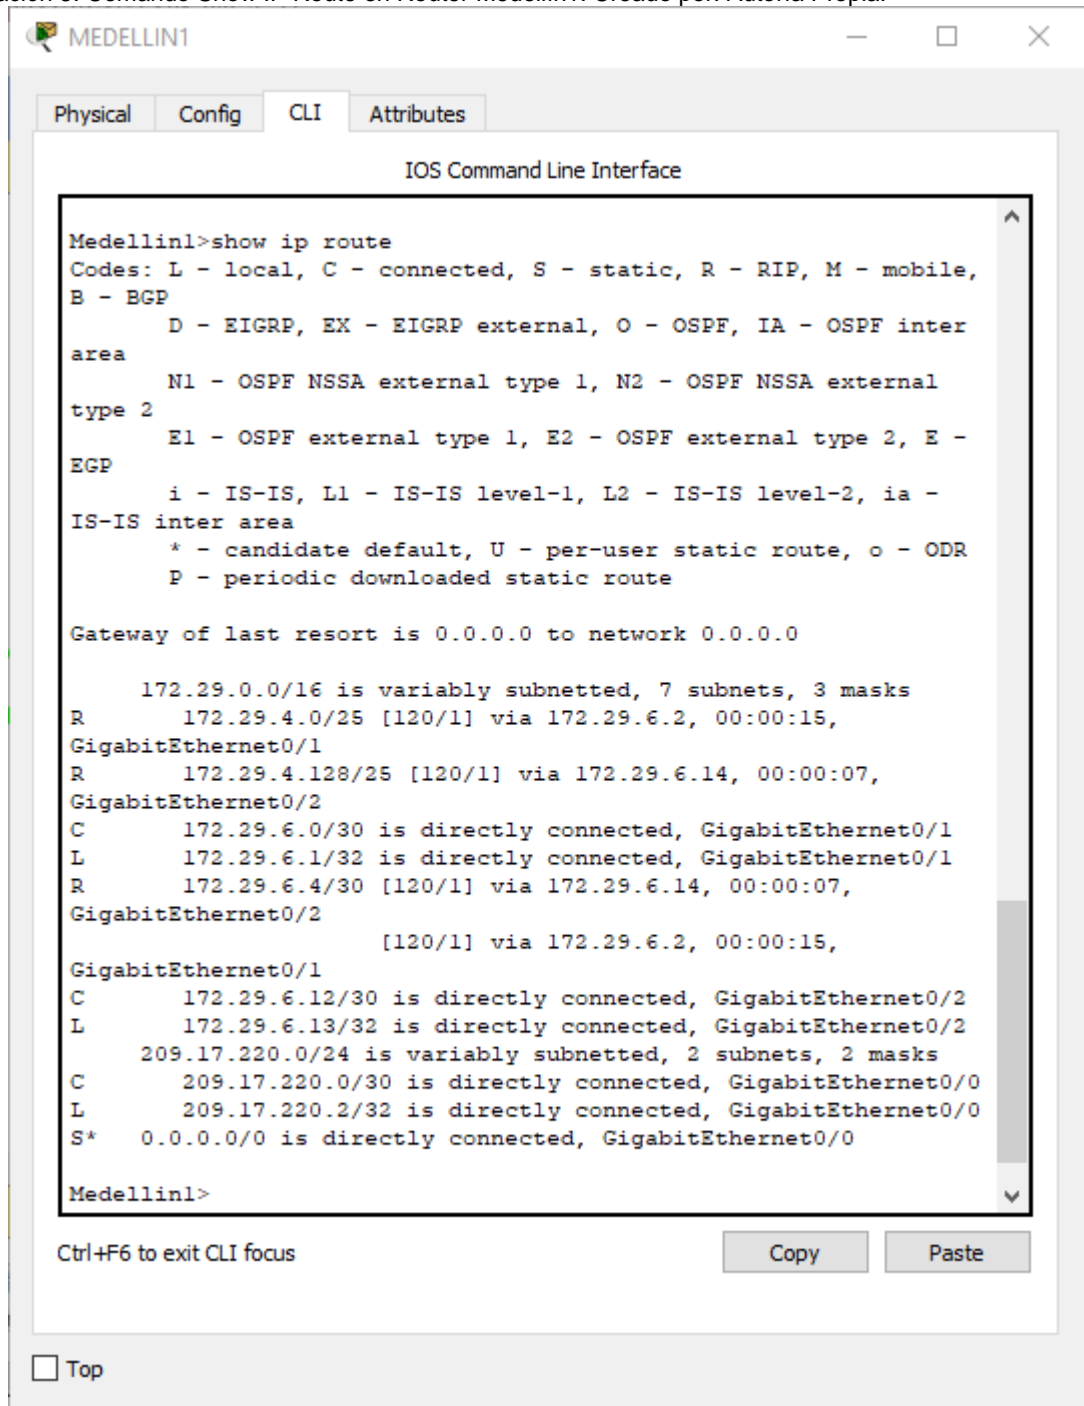 Comando Show IP Route en Router Medellin1. Creado por: Autoria Propia.
MEDELLIN1
Physical Config CLI Attributes
IOS Command Line Interface
Medellin1>show ip route
Codes: L - local, C - connected, S - static, R - RIP, M - mobile,
B - BGP
D - EIGRP, EX - EIGRP external, O - OSPF, IA - OSPF inter
area
N1 - OSPF NSSA external type 1, N2 - OSPF NSSA external
type 2
E1 - OSPF external type 1, E2 - OSPF external type 2, E -
EGP
i - IS-IS, L1 - IS-IS level-1, L2 - IS-IS level-2, ia -
IS-IS inter area
* - candidate default, U - per-user static route, o - ODR
P - periodic downloaded static route
Gateway of last resort is 0.0.0.0 to network 0.0.0.0
172.29.0.0/16 is variably subnetted, 7 subnets, 3 masks
R 172.29.4.0/25 [120/1] via 172.29.6.2, 00:00:15,
GigabitEthernet0/1
R 172.29.4.128/25 [120/1] via 172.29.6.14, 00:00:07,
GigabitEthernet0/2
C 172.29.6.0/30 is directly connected, GigabitEthernet0/1
L 172.29.6.1/32 is directly connected, GigabitEthernet0/1
R 172.29.6.4/30 [120/1] via 172.29.6.14, 00:00:07,
GigabitEthernet0/2
[120/1] via 172.29.6.2, 00:00:15,
GigabitEthernet0/1
C 172.29.6.12/30 is directly connected, GigabitEthernet0/2
L 172.29.6.13/32 is directly connected, GigabitEthernet0/2
209.17.220.0/24 is variably subnetted, 2 subnets, 2 masks
C 209.17.220.0/30 is directly connected, GigabitEthernet0/0
L 209.17.220.2/32 is directly connected, GigabitEthernet0/0
S* 0.0.0.0/0 is directly connected, GigabitEthernet0/0
Medellin1>
Ctrl+F6 to exit CLI focus
Copy Paste
Top